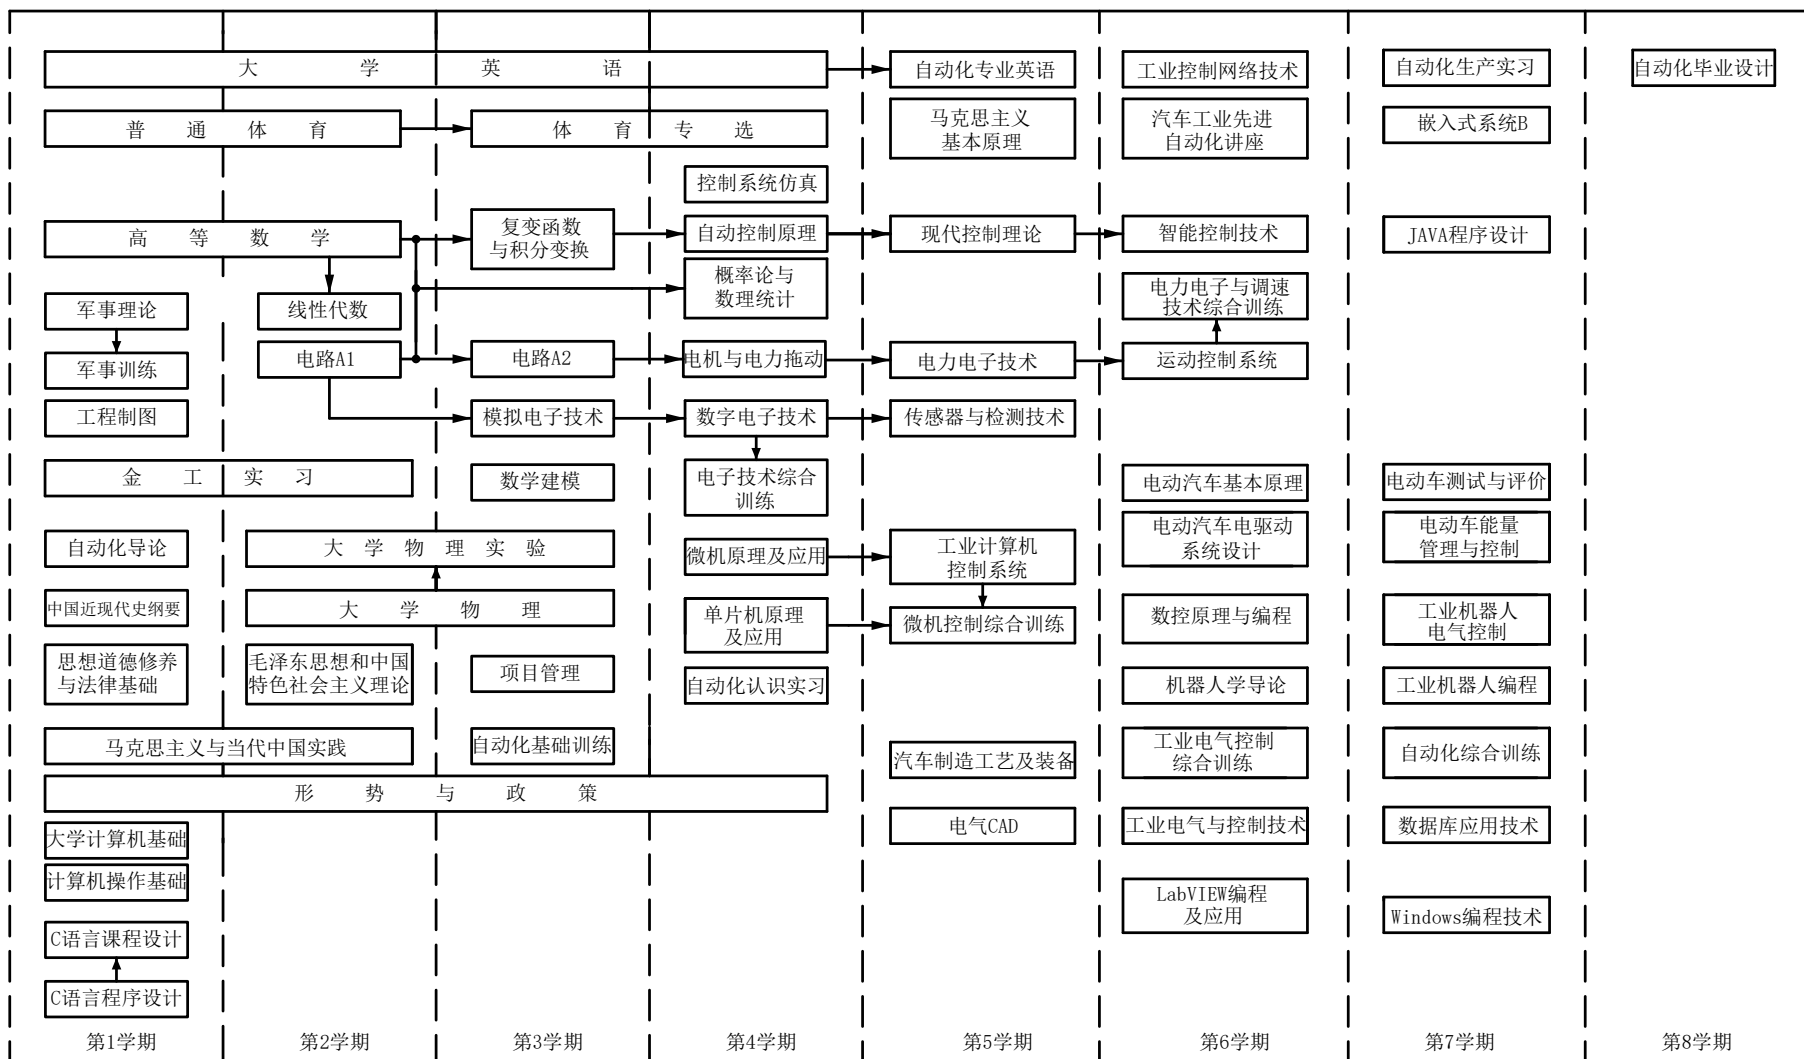 大学英语
自动化专业英语
工业控制网络技术
自动化生产实习
自动化毕业设计
普通体育
体育专选
马克思主义
基本原理
汽车工业先进
自动化讲座
嵌入式系统B
控制系统仿真
高等数学
复变函数
与积分变换
自动控制原理
现代控制理论
智能控制技术
JAVA程序设计
概率论与
数理统计
军事理论
线性代数
电力电子与调速
技术综合训练
军事训练
电路A1
电路A2
电机与电力拖动
电力电子技术
运动控制系统
工程制图
模拟电子技术
数字电子技术
传感器与检测技术
金工实习
数学建模
电子技术综合
训练
电动汽车基本原理
电动车测试与评价
自动化导论
大学物理实验
微机原理及应用
工业计算机
控制系统
电动汽车电驱动
系统设计
电动车能量
管理与控制
中国近现代史纲要
大学物理
单片机原理
及应用
微机控制综合训练
数控原理与编程
工业机器人
电气控制
思想道德修养
与法律基础
毛泽东思想和中国
特色社会主义理论
项目管理
自动化认识实习
机器人学导论
工业机器人编程
马克思主义与当代中国实践
自动化基础训练
汽车制造工艺及装备
工业电气控制
综合训练
自动化综合训练
形势与政策
大学计算机基础
电气CAD
工业电气与控制技术
数据库应用技术
计算机操作基础
LabVIEW编程
及应用
Windows编程技术
C语言课程设计
C语言程序设计
第1学期
第2学期
第3学期
第4学期
第5学期
第6学期
第7学期
第8学期